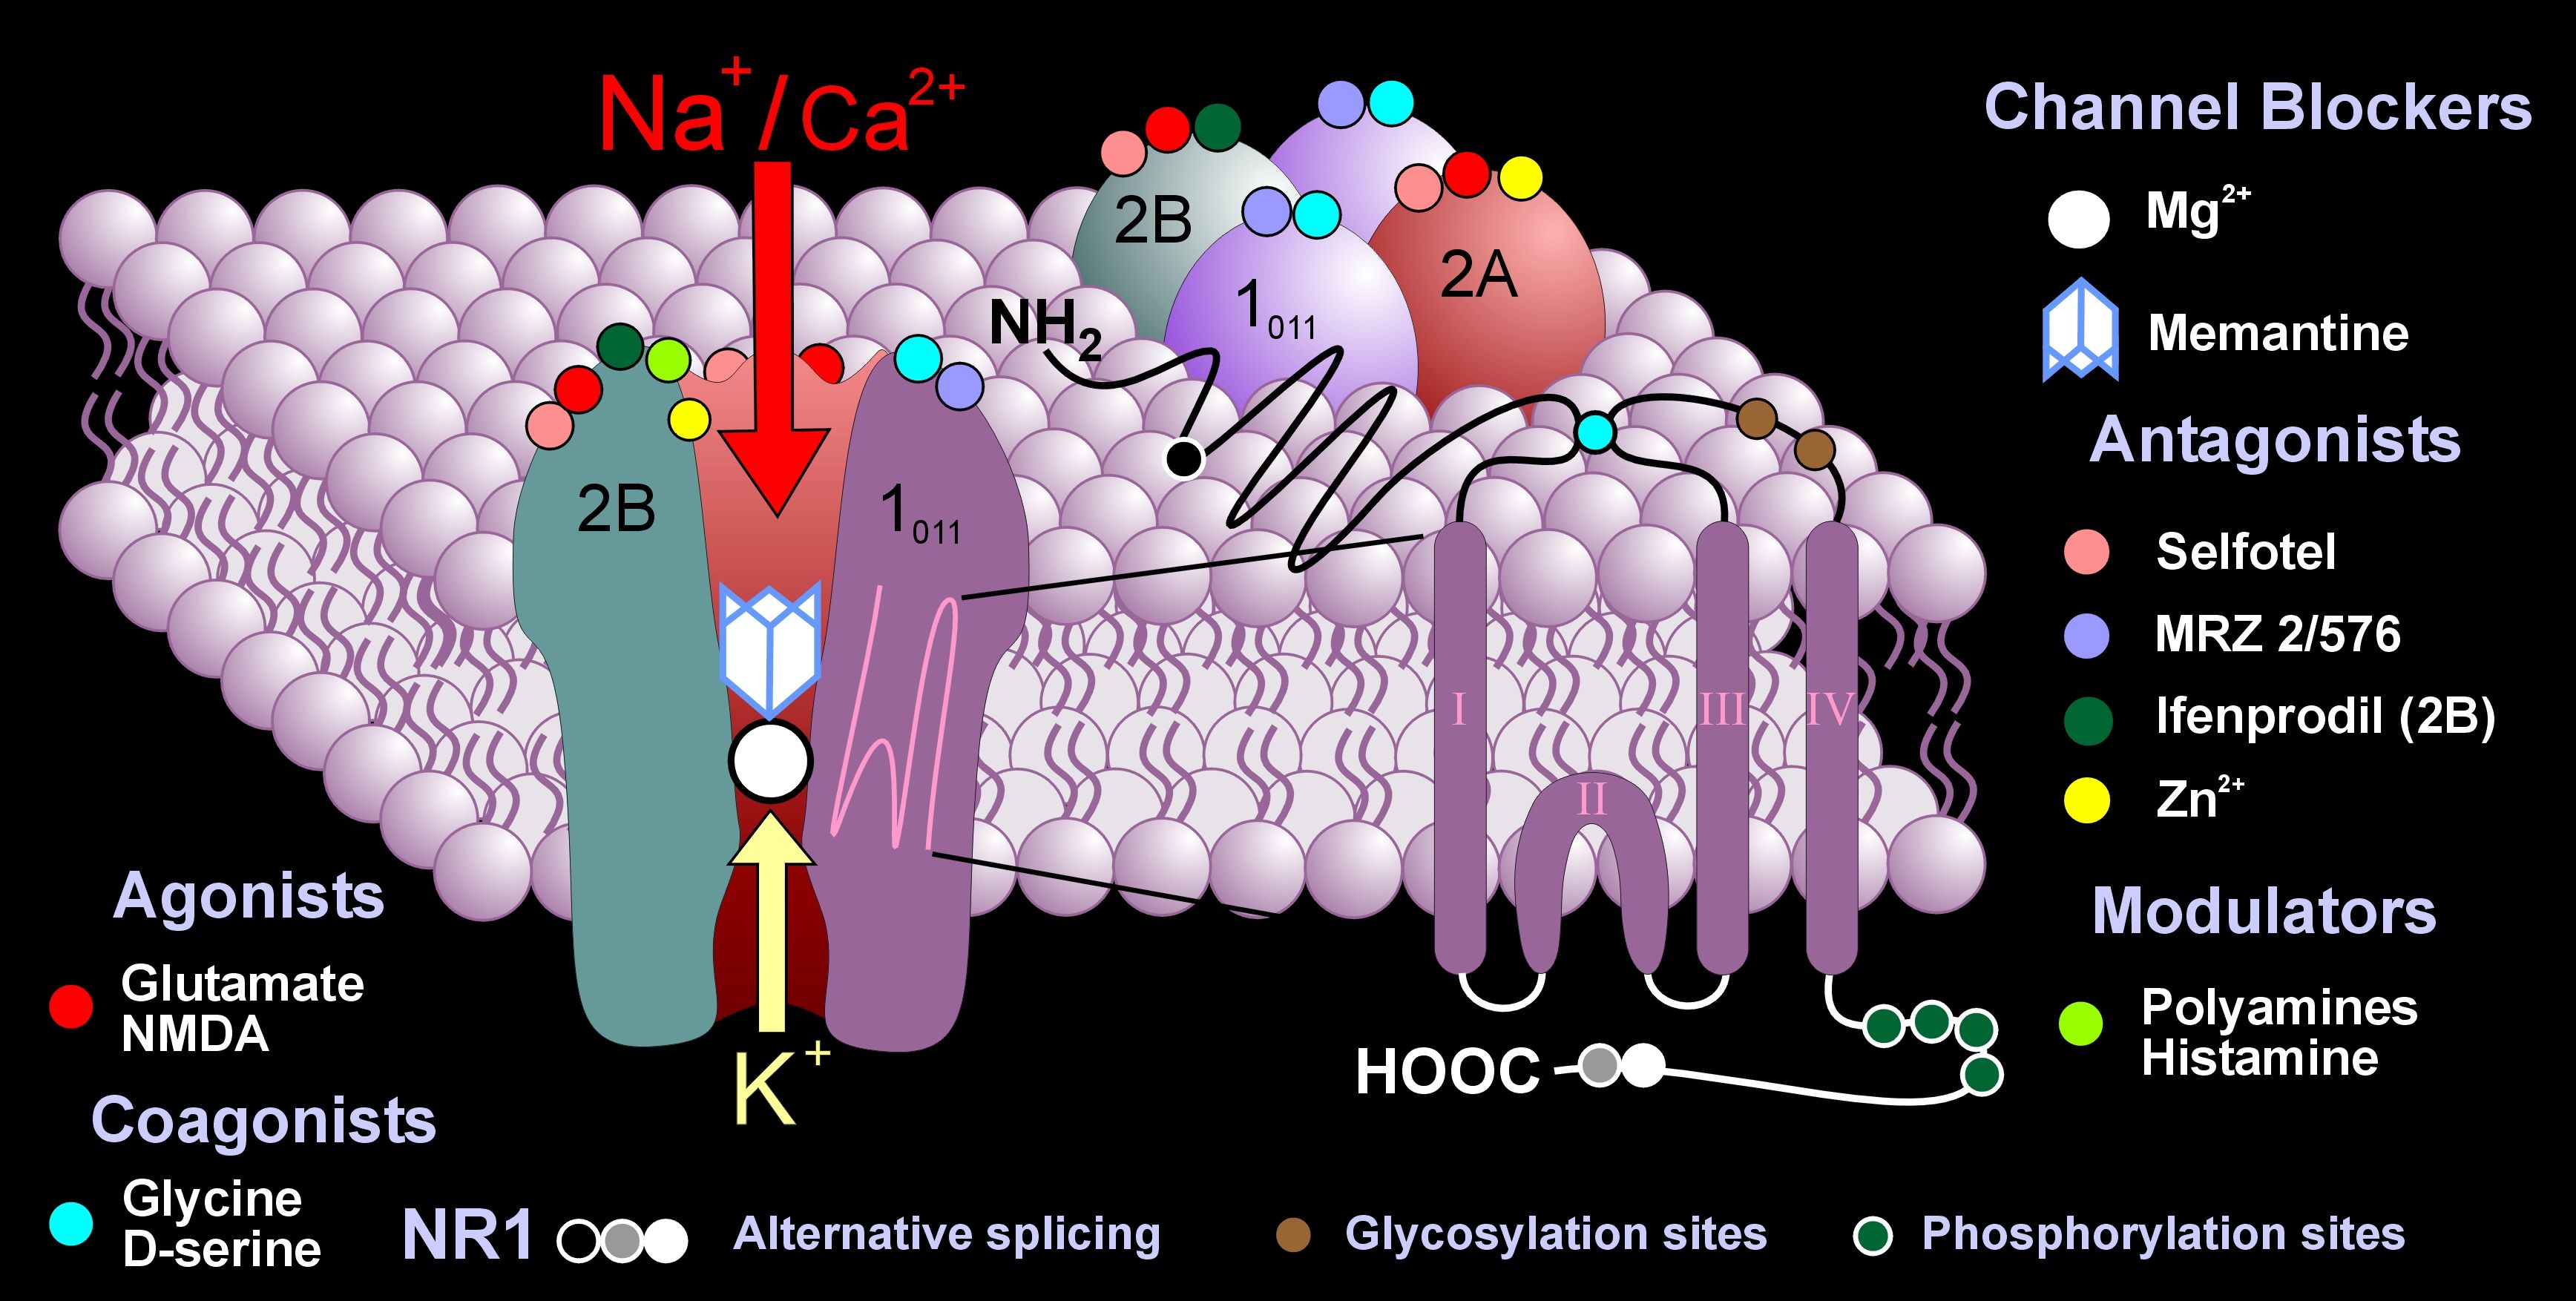 Na⁺/Ca²⁺
Channel Blockers
Mg²⁺
Memantine
Antagonists
Selfotel
MRZ 2/576
Ifenprodil (2B)
Zn²⁺
Modulators
Polyamines
Histamine
2B
1₀₁₁
2A
NH₂
2B
1₀₁₁
I
II
III
IV
K⁺
HOOC
Agonists
Glutamate
NMDA
Coagonists
Glycine
D-serine
NR1
Alternative splicing
Glycosylation sites
Phosphorylation sites